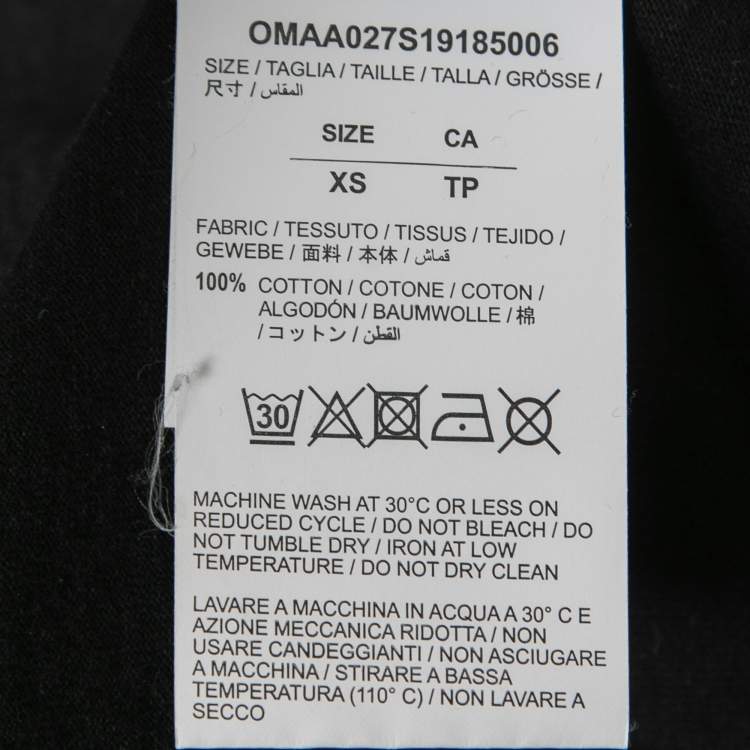 OMAA027S19185006
SIZE / TAGLIA / TAILLE / TALLA / GRÖSSE /
尺寸 / المقاس
SIZE CA
XS TP
FABRIC / TESSUTO / TISSUS / TEJIDO /
GEWEBE / 面料 / 本体 / قماش
100% COTTON / COTONE / COTON /
ALGODÓN / BAUMWOLLE / 棉
/ コットン / القطن
30
MACHINE WASH AT 30°C OR LESS ON
REDUCED CYCLE / DO NOT BLEACH / DO
NOT TUMBLE DRY / IRON AT LOW
TEMPERATURE / DO NOT DRY CLEAN
LAVARE A MACCHINA IN ACQUA A 30° C E
AZIONE MECCANICA RIDOTTA / NON
USARE CANDEGGIANTI / NON ASCIUGARE
A MACCHINA / STIRARE A BASSA
TEMPERATURA (110° C) / NON LAVARE A
SECCO